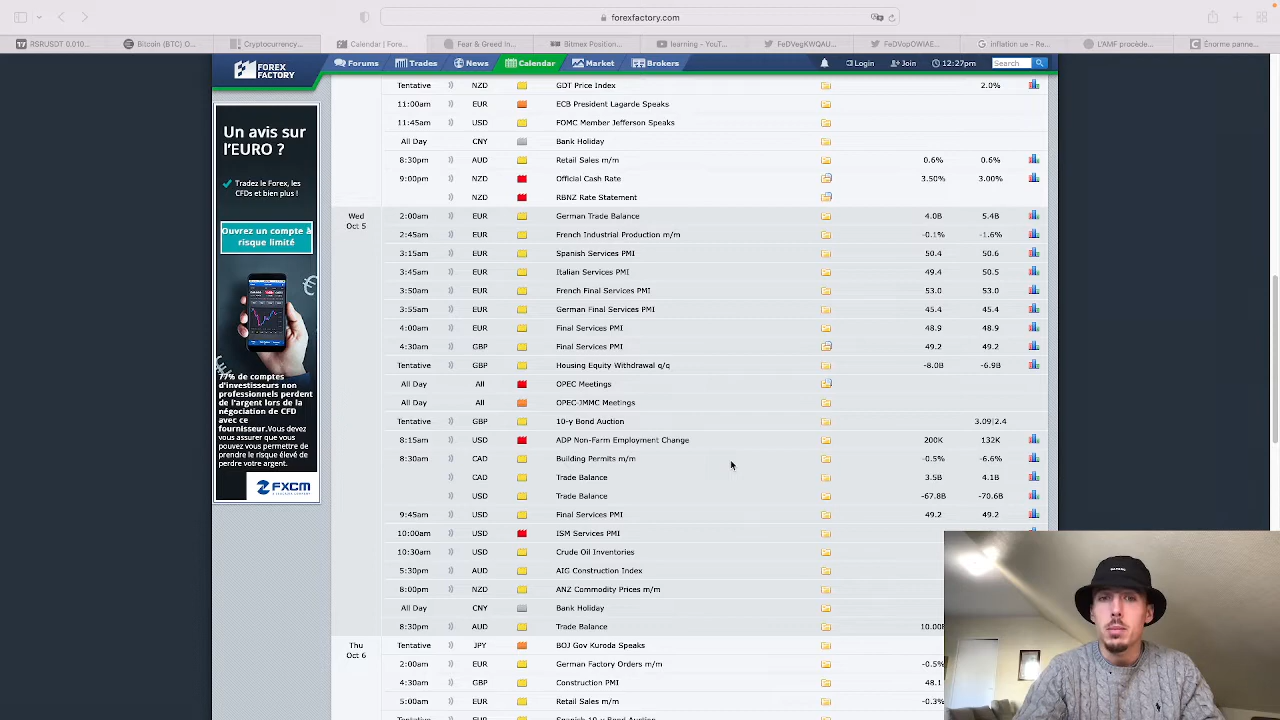 forexfactory.com
RSRUSDT 0.010...
Bitcoin (BTC) O...
Cryptocurrency...
Calendar | Fore...
Fear & Greed In...
Bitmex Position...
learning - YouT...
FeDVegKWQAU...
FeDVopOWIAE...
inflation ue - Re...
L'AMF procède...
Énorme panne...
FOREX FACTORY
Forums Trades News Calendar Market Brokers Login Join 12:27pm Search
Un avis sur
l'EURO ?
Tradez le Forex, les
CFDs et bien plus !
Ouvrez un compte à
risque limité
77% de comptes
d'investisseurs non
professionnels perdent
de l'argent lors de la
négociation de CFD
avec ce
fournisseur. Vous devez
vous assurer que vous
pouvez vous permettre de
prendre le risque élevé de
perdre votre argent.
FXCM
Tentative NZD GDT Price Index 2.0%
11:00am EUR ECB President Lagarde Speaks
11:45am USD FOMC Member Jefferson Speaks
All Day CNY Bank Holiday
8:30pm AUD Retail Sales m/m 0.6% 0.6%
9:00pm NZD Official Cash Rate 3.50% 3.00%
NZD RBNZ Rate Statement
Wed
Oct 5
2:00am EUR German Trade Balance 4.0B 5.4B
2:45am EUR French Industrial Production m/m -0.1% -1.6%
3:15am EUR Spanish Services PMI 50.4 50.6
3:45am EUR Italian Services PMI 49.4 50.5
3:50am EUR French Final Services PMI 53.0 53.0
3:55am EUR German Final Services PMI 45.4 45.4
4:00am EUR Final Services PMI 48.9 48.9
4:30am GBP Final Services PMI 49.2 49.2
Tentative GBP Housing Equity Withdrawal q/q -8.0B -6.9B
All Day All OPEC Meetings
All Day All OPEC-JMMC Meetings
Tentative GBP 10-y Bond Auction 3.09|2.4
8:15am USD ADP Non-Farm Employment Change 200K 132K
8:30am CAD Building Permits m/m -0.5% -6.6%
CAD Trade Balance 3.5B 4.1B
USD Trade Balance -67.8B -70.6B
9:45am USD Final Services PMI 49.2 49.2
10:00am USD ISM Services PMI
10:30am USD Crude Oil Inventories
5:30pm AUD AIG Construction Index
8:00pm NZD ANZ Commodity Prices m/m
All Day CNY Bank Holiday
8:30pm AUD Trade Balance 10.00
Thu
Oct 6
Tentative JPY BOJ Gov Kuroda Speaks
2:00am EUR German Factory Orders m/m -0.5%
4:30am GBP Construction PMI 48.1
5:00am EUR Retail Sales m/m -0.3%
Tentative EUR Spanish 10-y Bond Auction